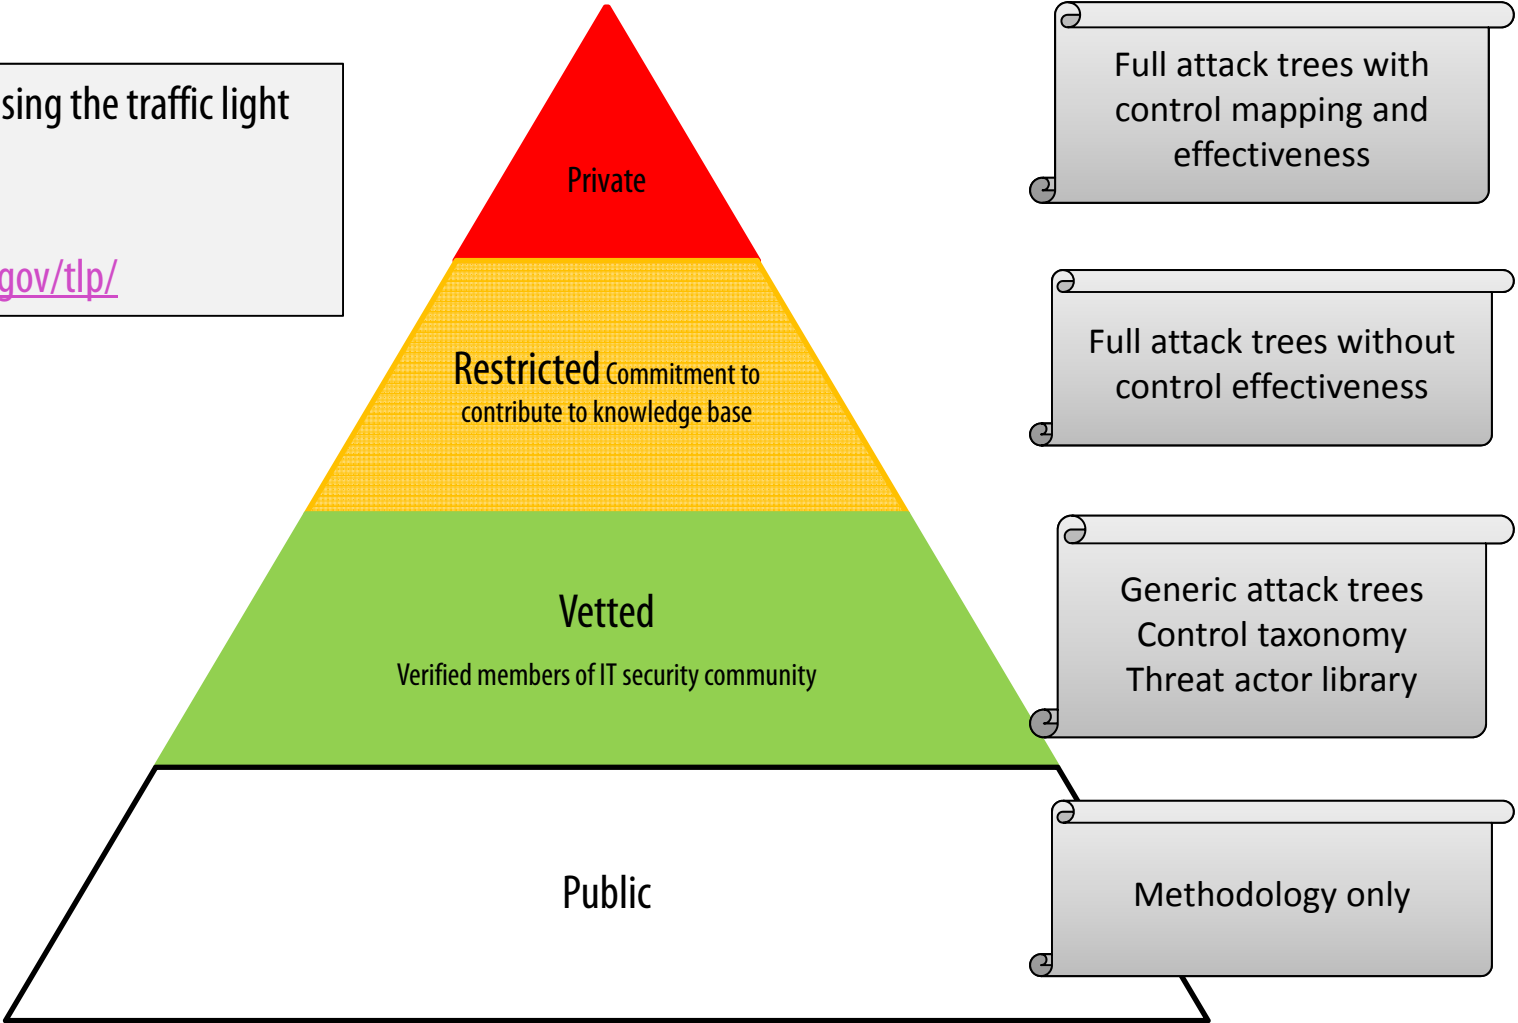 sing the traffic light
gov/tlp/
Private
Restricted Commitment to
contribute to knowledge base
Vetted
Verified members of IT security community
Public
Full attack trees with
control mapping and
effectiveness
Full attack trees without
control effectiveness
Generic attack trees
Control taxonomy
Threat actor library
Methodology only